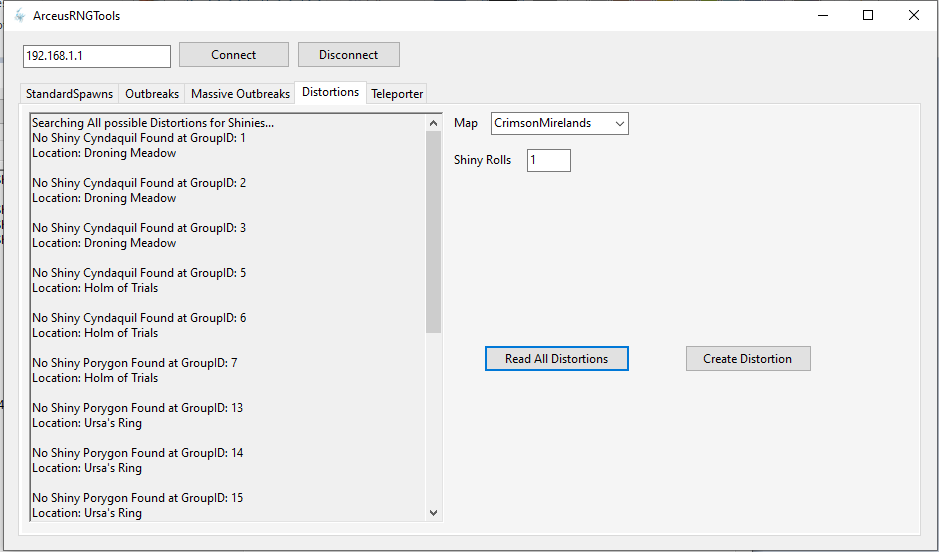 ArceusRNGTools
192.168.1.1
Connect
Disconnect
StandardSpawns
Outbreaks
Massive Outbreaks
Distortions
Teleporter
Searching All possible Distortions for Shinies...
No Shiny Cyndaquil Found at GroupID: 1
Location: Droning Meadow
No Shiny Cyndaquil Found at GroupID: 2
Location: Droning Meadow
No Shiny Cyndaquil Found at GroupID: 3
Location: Droning Meadow
No Shiny Cyndaquil Found at GroupID: 5
Location: Holm of Trials
No Shiny Cyndaquil Found at GroupID: 6
Location: Holm of Trials
No Shiny Porygon Found at GroupID: 7
Location: Holm of Trials
No Shiny Porygon Found at GroupID: 13
Location: Ursa's Ring
No Shiny Porygon Found at GroupID: 14
Location: Ursa's Ring
No Shiny Porygon Found at GroupID: 15
Location: Ursa's Ring
Map
CrimsonMirelands
Shiny Rolls
1
Read All Distortions
Create Distortion